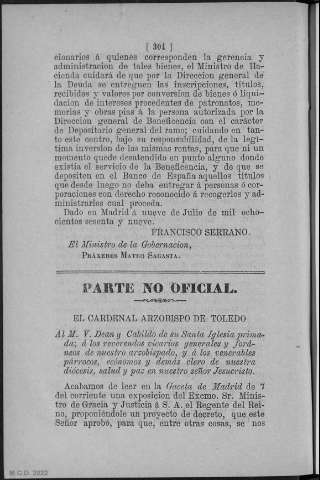 [ 301 ]
cionarios á quienes corresponden la gerencia y
administracion de tales bienes, el Ministro de Ha-
cienda cuidará de que por la Direccion general de
la Deuda se entreguen las inscripciones, títulos,
recibidas y valores por conversion de bienes ó liqui-
dacion de intereses procedentes de patronatos, me-
morias y obras pias á la persona autorizada por la
Direccion general de Beneficencia con el carácter
de Depositario general del ramo; cuidando en tan-
to este centro, bajo su responsabilidad, de la legí-
tima inversion de las mismas rentas, para que ni un
momento quede desatendido en punto alguno donde
existia el servicio de la Beneficencia, y de que se
depositen en el Banco de España aquellos títulos
que desde luego no deba entregar á personas ó cor-
poraciones con derecho reconocido á recogerlos y ad-
ministrarlos cual proceda.
Dado en Madrid á nueve de Julio de mil ocho-
cientos sesenta y nueve.
FRANCISCO SERRANO.
El Ministro de la Gobernacion,
PRÁXEDES MATEO SAGASTA.
PARTE NO OFICIAL.
EL CARDENAL ARZOBISPO DE TOLEDO
Al M. V. Dean y Cabildo de su Santa Iglesia prima-
da; á los reverendos vicarios generales y forá-
neos de nuestro arzobispado, y á los venerables
párrocos, ecónomos y demás clero de nuestra
diócesis, salud y paz en nuestro señor Jesucristo.
Acabamos de leer en la Gaceta de Madrid de 7
del corriente una exposicion del Excmo. Sr. Minis-
tro de Gracia y Justicia á S. A. el Regente del Rei-
no, proponiéndole un proyecto de decreto, que este
Señor aprobó, para que, entre otras cosas, se nos
M.C.D. 2022